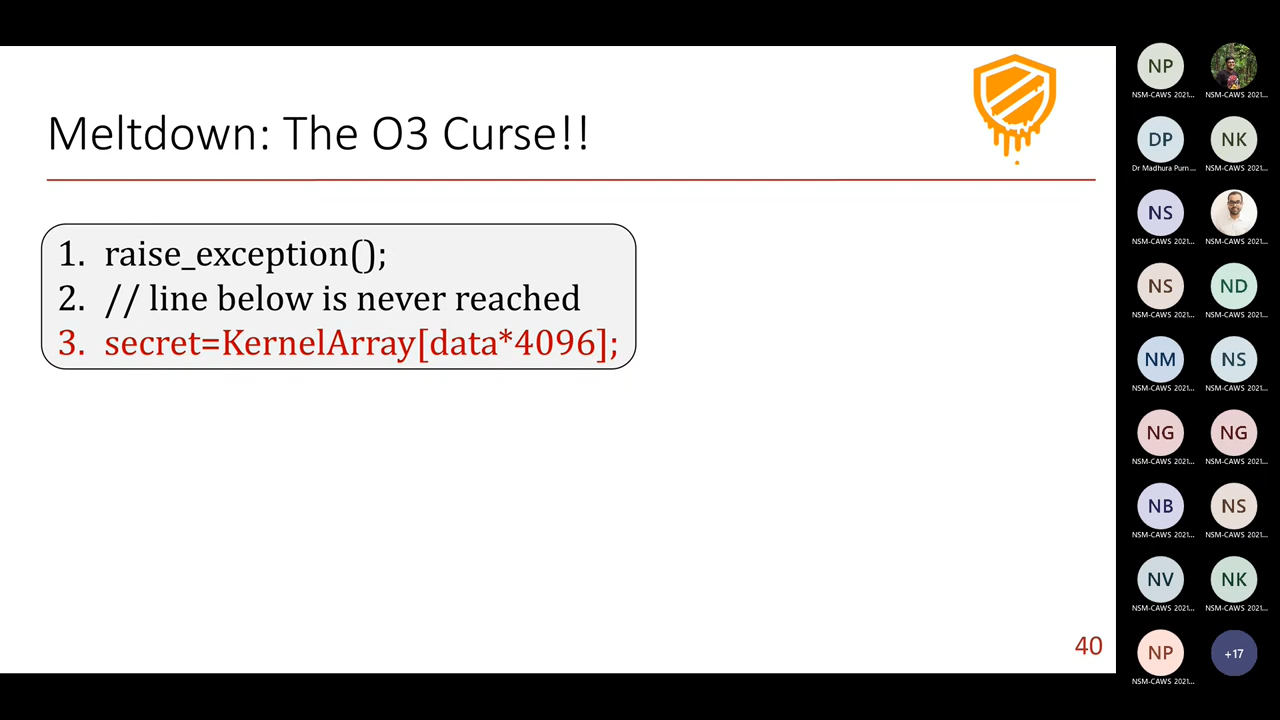 Meltdown: The O3 Curse!!
1. raise_exception();
2. // line below is never reached
3. secret=KernelArray[data*4096];
40
NP
NSM-CAWS 2021...
NSM-CAWS 2021...
DP
Dr Madhura Purn...
NK
NSM-CAWS 2021...
NS
NSM-CAWS 2021...
NSM-CAWS 2021...
NS
NSM-CAWS 2021...
ND
NSM-CAWS 2021...
NM
NSM-CAWS 2021...
NS
NSM-CAWS 2021...
NG
NSM-CAWS 2021...
NG
NSM-CAWS 2021...
NB
NSM-CAWS 2021...
NS
NSM-CAWS 2021...
NV
NSM-CAWS 2021...
NK
NSM-CAWS 2021...
NP
NSM-CAWS 2021...
+17